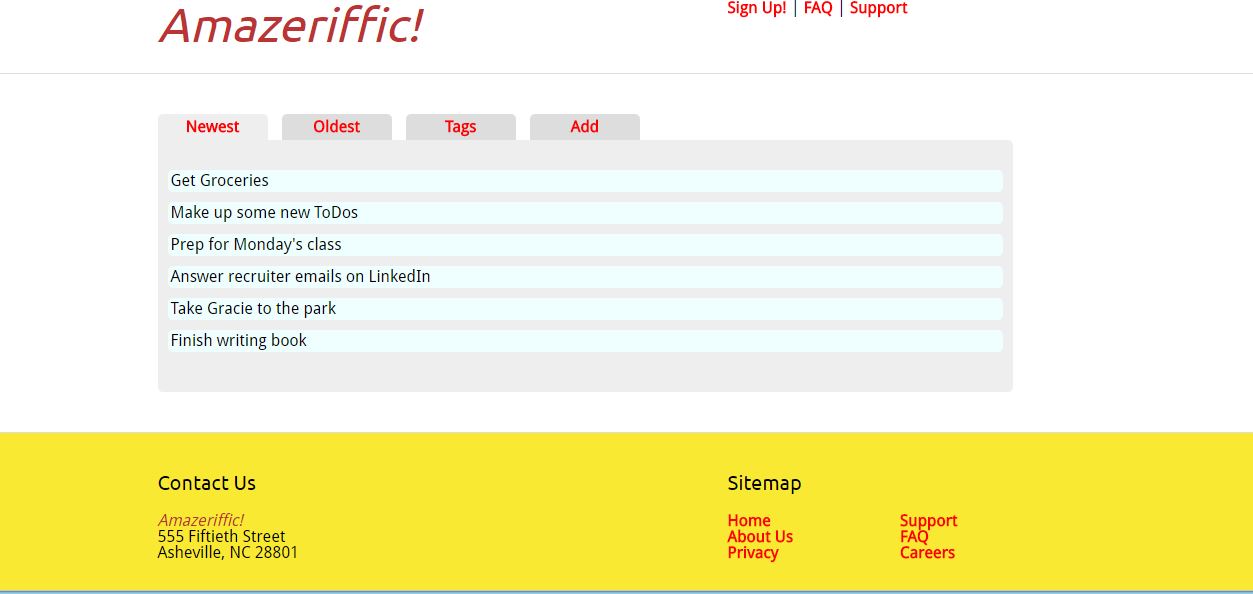 Amazeriffic!
Sign Up! | FAQ | Support
Newest Oldest Tags Add
Get Groceries
Make up some new ToDos
Prep for Monday's class
Answer recruiter emails on LinkedIn
Take Gracie to the park
Finish writing book
Contact Us
Amazeriffic!
555 Fiftieth Street
Asheville, NC 28801
Sitemap
Home
About Us
Privacy
Support
FAQ
Careers